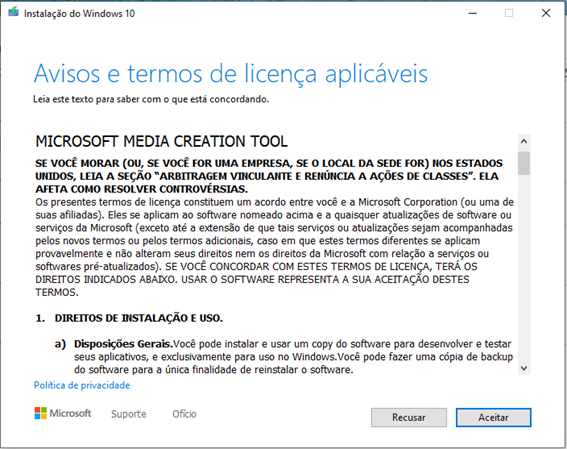 Instalação do Windows 10
Avisos e termos de licença aplicáveis
Leia este texto para saber com o que está concordando.
MICROSOFT MEDIA CREATION TOOL
SE VOCÊ MORAR (OU, SE VOCÊ FOR UMA EMPRESA, SE O LOCAL DA SEDE FOR) NOS ESTADOS
UNIDOS, LEIA A SEÇÃO “ARBITRAGEM VINCULANTE E RENÚNCIA A AÇÕES DE CLASSES”. ELA
AFETA COMO RESOLVER CONTROVÉRSIAS.
Os presentes termos de licença constituem um acordo entre você e a Microsoft Corporation (ou uma de
suas afiliadas). Eles se aplicam ao software nomeado acima e a quaisquer atualizações de software ou
serviços da Microsoft (exceto até a extensão de que tais serviços ou atualizações sejam acompanhadas
pelos novos termos ou pelos termos adicionais, caso em que estes termos diferentes se aplicam
provavelmente e não alteram seus direitos nem os direitos da Microsoft com relação a serviços ou
softwares pré-atualizados). SE VOCÊ CONCORDAR COM ESTES TERMOS DE LICENÇA, TERÁ OS
DIREITOS INDICADOS ABAIXO. USAR O SOFTWARE REPRESENTA A SUA ACEITAÇÃO DESTES
TERMOS.
1. DIREITOS DE INSTALAÇÃO E USO.
a) Disposições Gerais.Você pode instalar e usar um copy do software para desenvolver e testar
seus aplicativos, e exclusivamente para uso no Windows.Você pode fazer uma cópia de backup
do software para a única finalidade de reinstalar o software.
Política de privacidade
Microsoft Suporte Ofício Recusar Aceitar